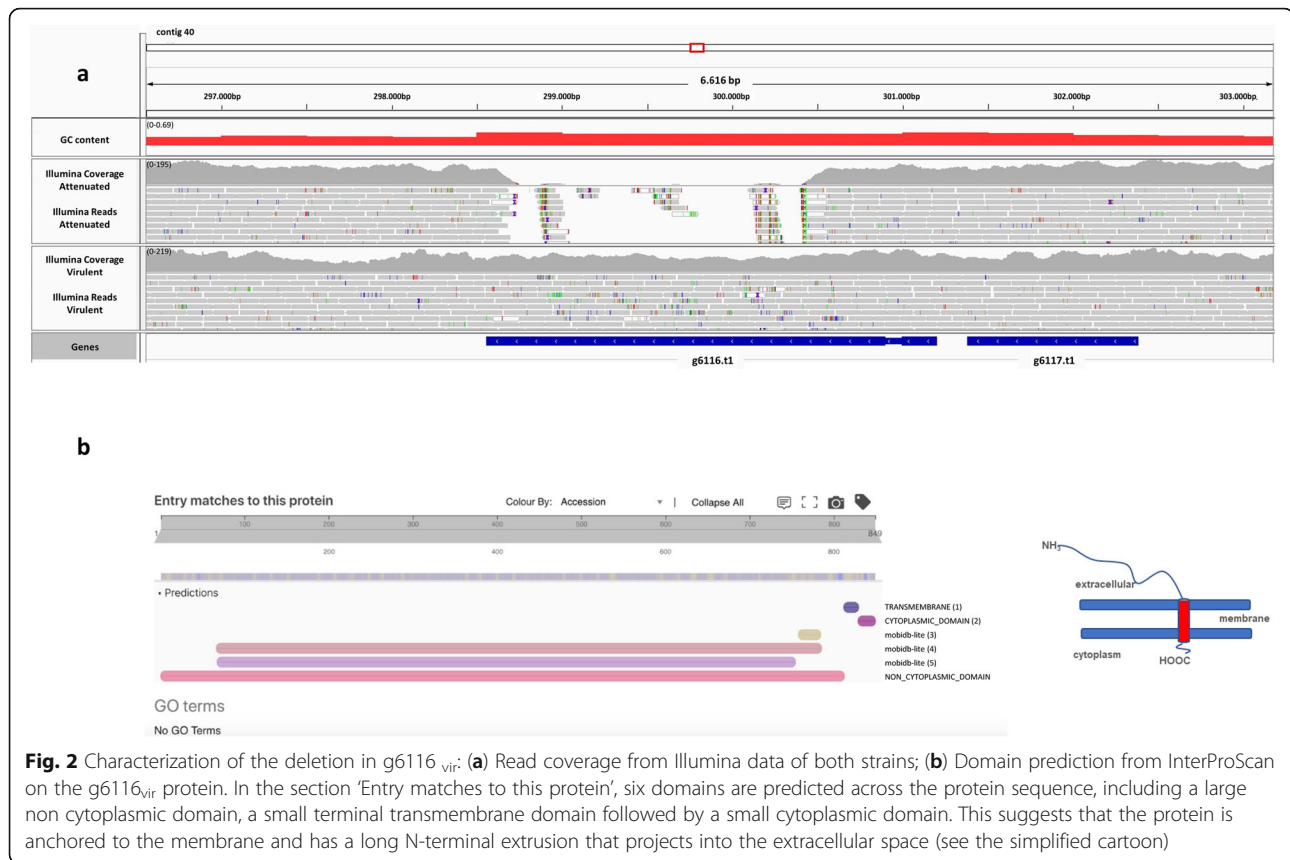 contig 40
a
6.616 bp
297.000bp 298.000bp 299.000bp 300.000bp 301.000bp 302.000bp 303.000bp
GC content
(0-0.69)
Illumina Coverage
Attenuated
(0-195)
Illumina Reads
Attenuated
Illumina Coverage
Virulent
(0-219)
Illumina Reads
Virulent
Genes
g6116.t1 g6117.t1
b
Entry matches to this protein Colour By: Accession Collapse All
100 200 300 400 500 600 700 800
1 849
200 400 600 800
Predictions
TRANSMEMBRANE (1)
CYTOPLASMIC_DOMAIN (2)
mobidb-lite (3)
mobidb-lite (4)
mobidb-lite (5)
NON_CYTOPLASMIC_DOMAIN
GO terms
No GO Terms
NH3
extracellular
membrane
cytoplasm
HOOC
Fig. 2 Characterization of the deletion in g6116 vir: (a) Read coverage from Illumina data of both strains; (b) Domain prediction from InterProScan
on the g6116vir protein. In the section 'Entry matches to this protein', six domains are predicted across the protein sequence, including a large
non cytoplasmic domain, a small terminal transmembrane domain followed by a small cytoplasmic domain. This suggests that the protein is
anchored to the membrane and has a long N-terminal extrusion that projects into the extracellular space (see the simplified cartoon)